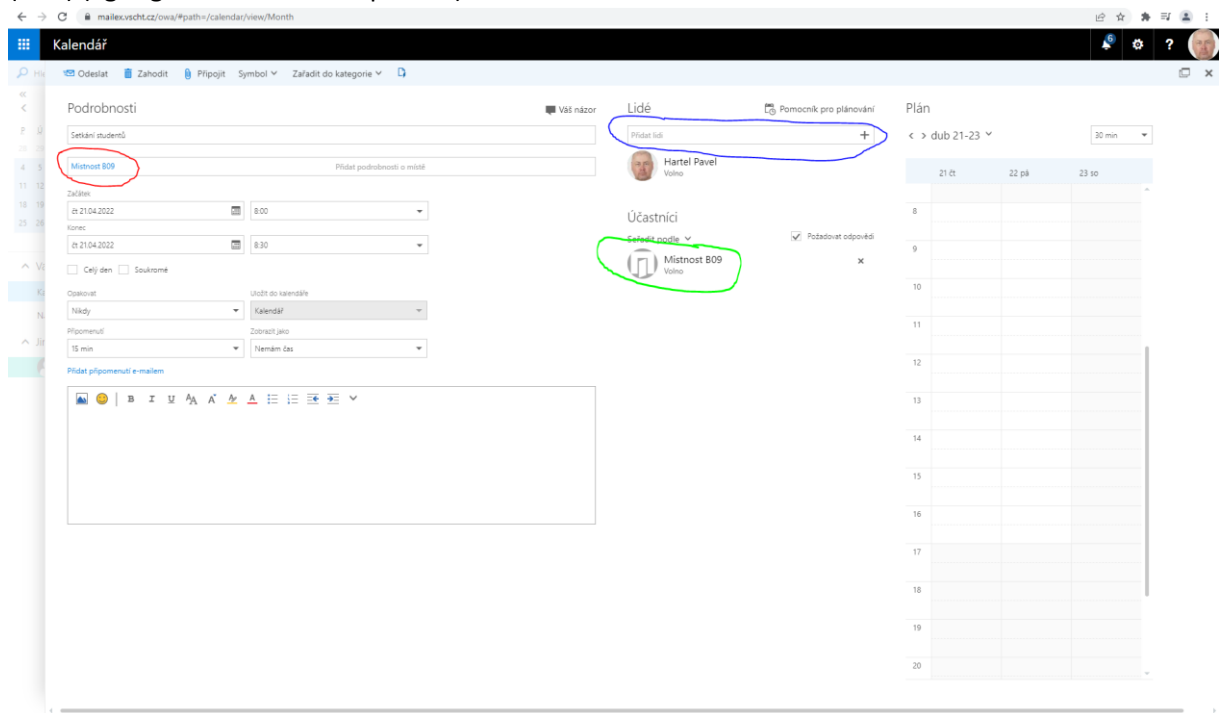 mailex.vscht.cz/owa/#path=/calendar/view/Month
Kalendář
6
?
Odeslat Zahodit Připojit Symbol Zařadit do kategorie
Podrobnosti
Váš názor
Setkání studentů
Místnost B09 Přidat podrobnosti o místě
Začátek
čt 21.04.2022 8:00
Konec
čt 21.04.2022 8:30
Celý den Soukromé
Opakovat Uložit do kalendáře
Nikdy Kalendář
Připomenutí Zobrazit jako
15 min Nemám čas
Přidat připomenutí e-mailem
B I U
Lidé Pomocník pro plánování
Přidat lidi +
Hartel Pavel
Volno
Účastníci
Seřadit podle Požadovat odpovědi
Místnost B09
Volno
Plán
dub 21-23 30 min
21 čt 22 pá 23 so
8
9
10
11
12
13
14
15
16
17
18
19
20